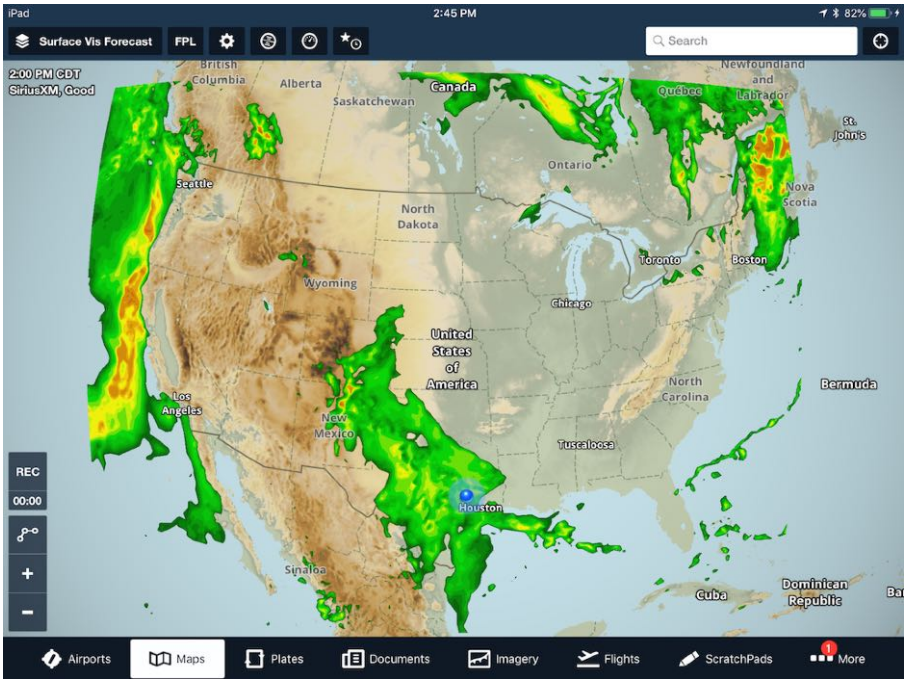 iPad
2:45 PM
82%
Surface Vis Forecast
FPL
Search
2:00 PM CDT
SiriusXM, Good
British
Columbia
Alberta
Saskatchewan
Canada
Québec
Newfoundland
and
Labrador
St.
John's
Ontario
Seattle
Nova
Scotia
North
Dakota
Toronto
Boston
Wyoming
Chicago
United
States
of
America
Los
Angeles
New
Mexico
North
Carolina
Bermuda
Tuscaloosa
REC
00:00
Houston
Sinaloa
Cuba
Dominican
Republic
Ba
+
−
Airports
Maps
Plates
Documents
Imagery
Flights
ScratchPads
1
More